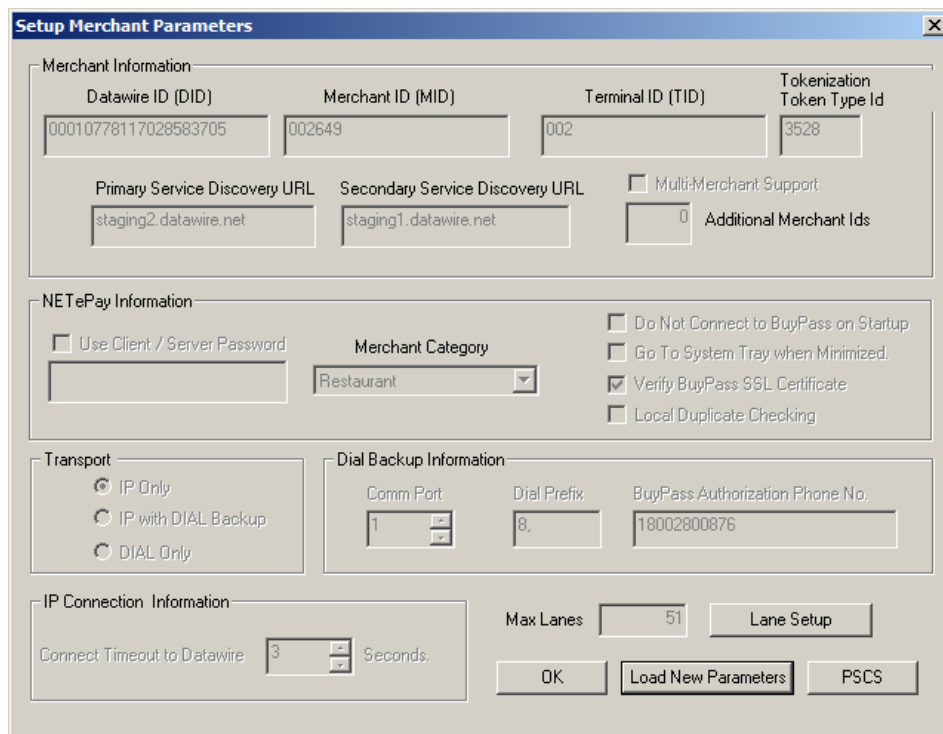 Setup Merchant Parameters
Merchant Information
Datawire ID (DID)
Merchant ID (MID)
Terminal ID (TID)
Tokenization
Token Type Id
00010778117028583705
002649
002
3528
Primary Service Discovery URL
Secondary Service Discovery URL
Multi-Merchant Support
staging2.datawire.net
staging1.datawire.net
0
Additional Merchant Ids
NETePay Information
Use Client / Server Password
Merchant Category
Restaurant
Do Not Connect to BuyPass on Startup
Go To System Tray when Minimized.
Verify BuyPass SSL Certificate
Local Duplicate Checking
Transport
IP Only
IP with DIAL Backup
DIAL Only
Dial Backup Information
Comm Port
Dial Prefix
BuyPass Authorization Phone No.
1
8,
18002800876
IP Connection Information
Connect Timeout to Datawire
3
Seconds.
Max Lanes
51
Lane Setup
OK
Load New Parameters
PSCS